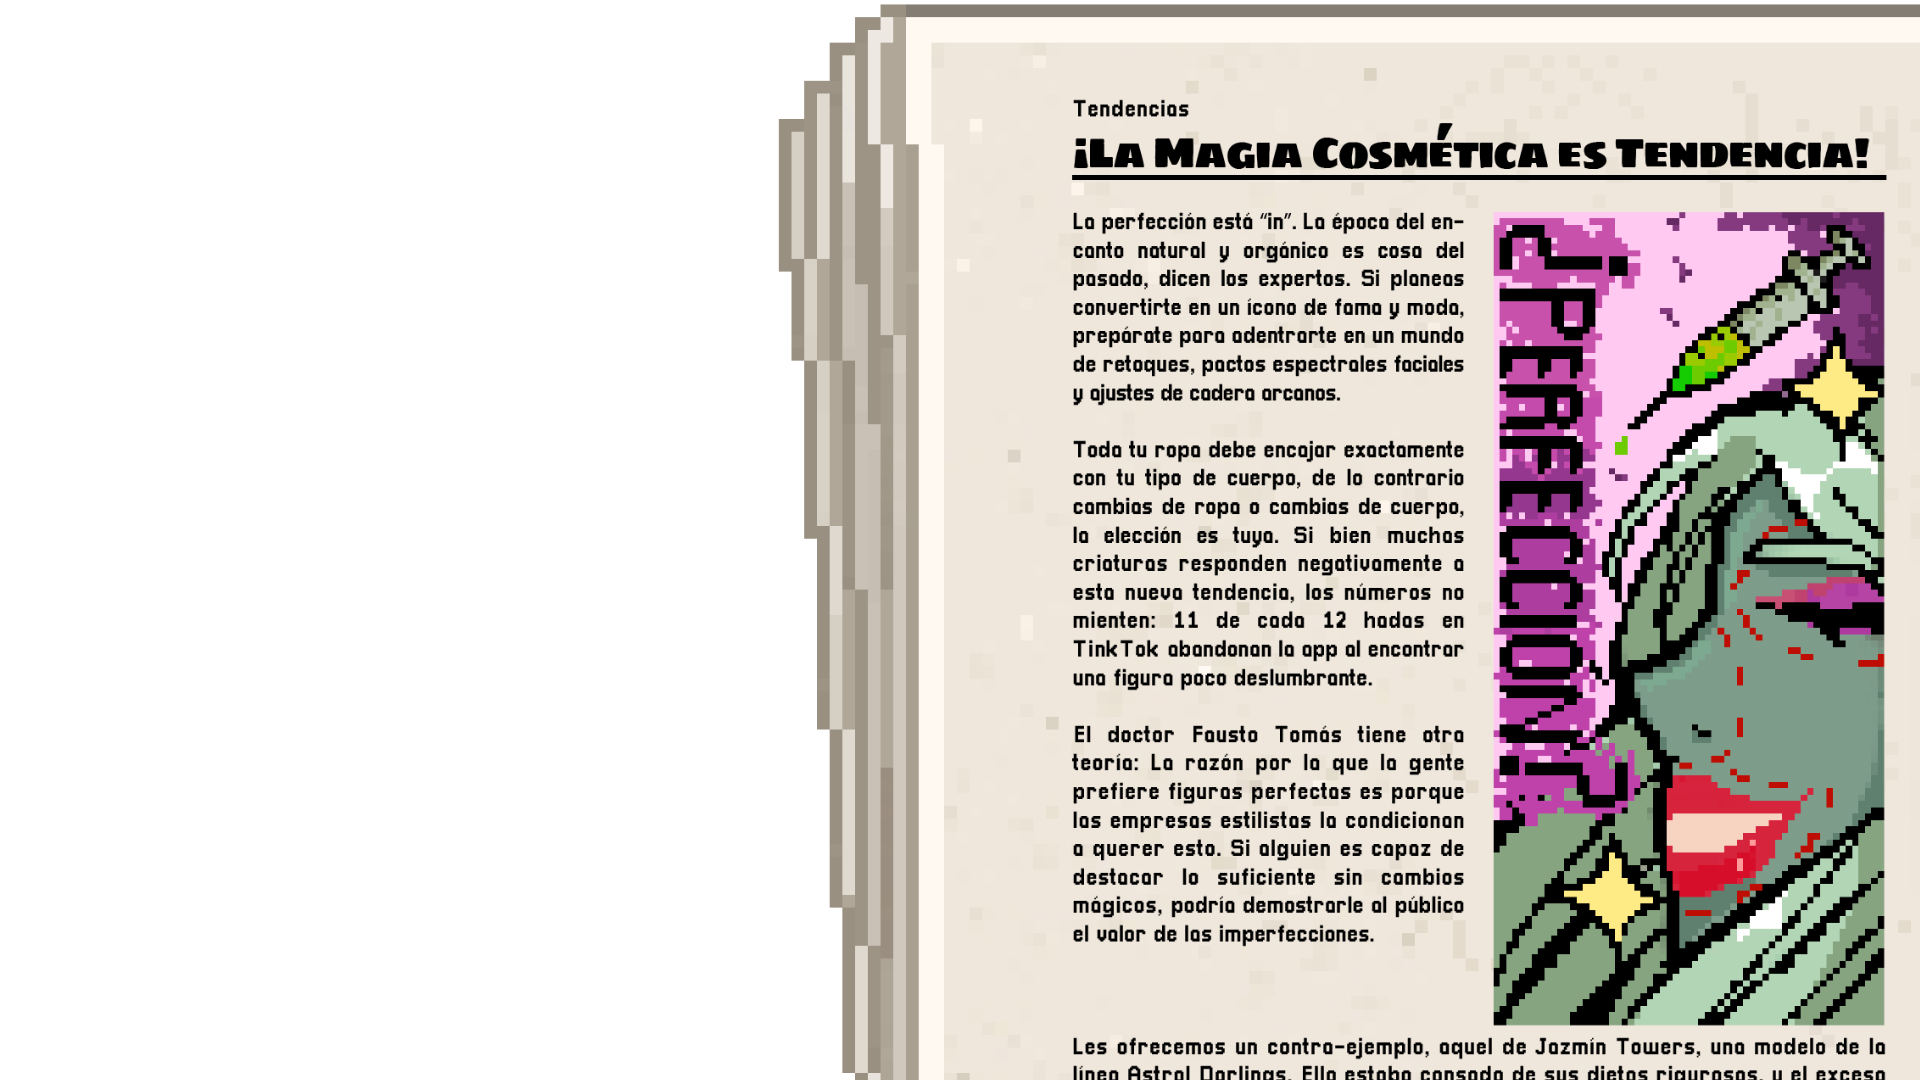 Tendencias
¡La Magia Cosmética es Tendencia!
La perfección está “in”. La época del en-
canto natural y orgánico es cosa del
pasado, dicen los expertos. Si planeas
convertirte en un ícono de fama y moda,
prepárate para adentrarte en un mundo
de retoques, pactos espectrales faciales
y ajustes de cadera arcanos.
Toda tu ropa debe encajar exactamente
con tu tipo de cuerpo, de lo contrario
cambias de ropa o cambias de cuerpo,
la elección es tuya. Si bien muchas
criaturas responden negativamente a
esta nueva tendencia, los números no
mienten: 11 de cada 12 hadas en
TinkTok abandonan la app al encontrar
una figura poco deslumbrante.
El doctor Fausto Tomás tiene otra
teoría: La razón por la que la gente
prefiere figuras perfectas es porque
las empresas estilistas la condicionan
a querer esto. Si alguien es capaz de
destacar lo suficiente sin cambios
mágicos, podría demostrarle al público
el valor de las imperfecciones.
¿PERFECCION?
Les ofrecemos un contra-ejemplo, aquel de Jazmín Towers, una modelo de la
línea Astral Darlings. Ella estaba cansada de sus dietas rigurosas, y el exceso